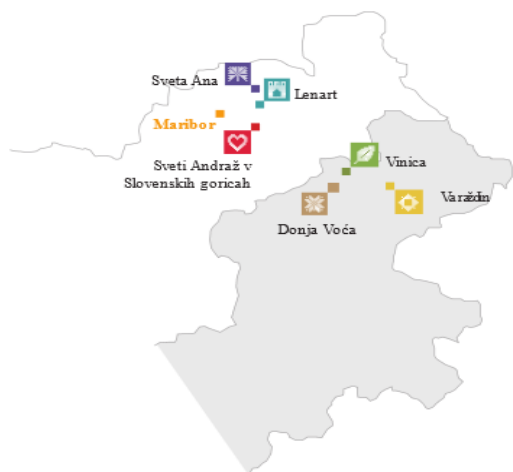 Sveta Ana
Lenart
Maribor
Sveti Andraž v
Slovenskih goricah
Vinica
Varaždin
Donja Voća